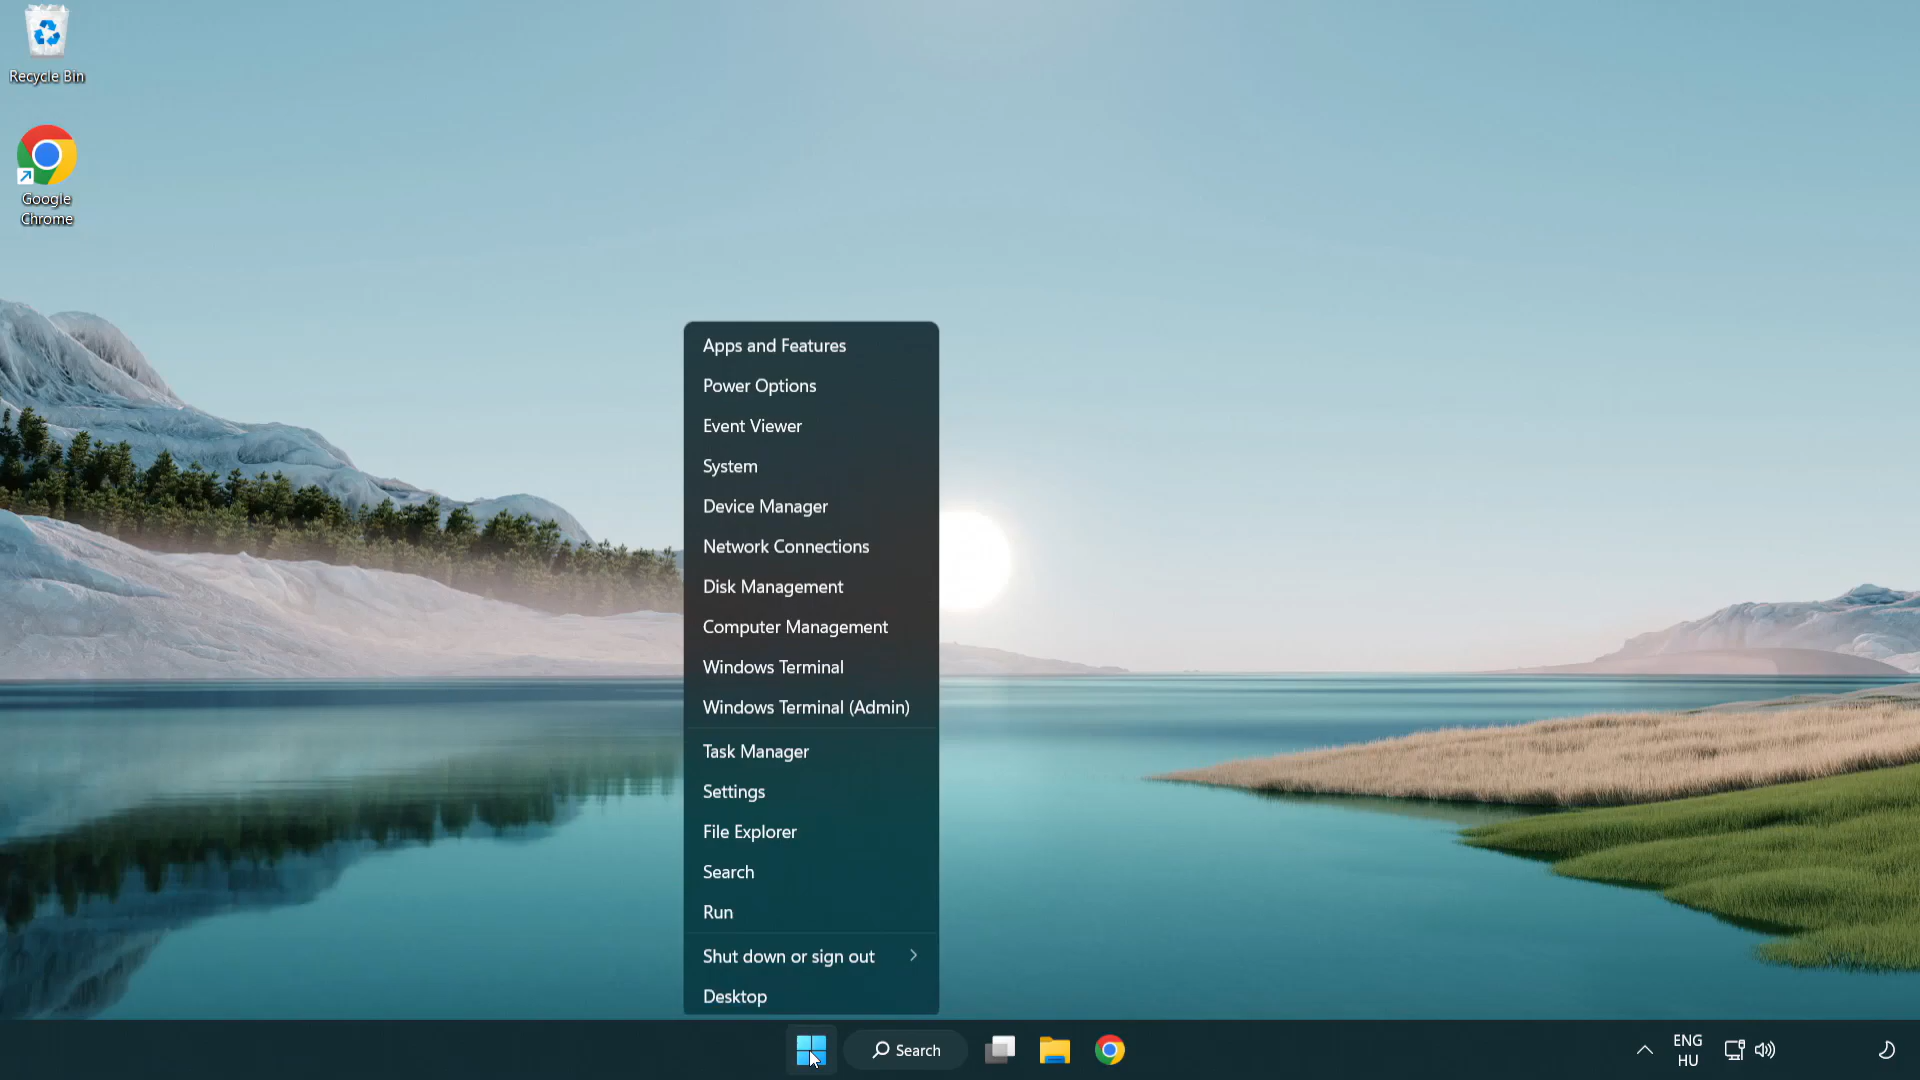 Recycle Bin
Google
Chrome
Apps and Features
Power Options
Event Viewer
System
Device Manager
Network Connections
Disk Management
Computer Management
Windows Terminal
Windows Terminal (Admin)
Task Manager
Settings
File Explorer
Search
Run
Shut down or sign out
Desktop
Search
ENG
HU